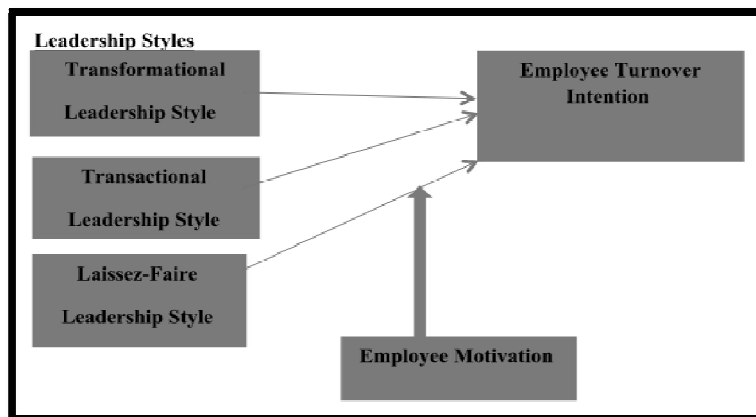 Leadership Styles
Transformational
Leadership Style
Employee Turnover
Intention
Transactional
Leadership Style
Laissez-Faire
Leadership Style
Employee Motivation